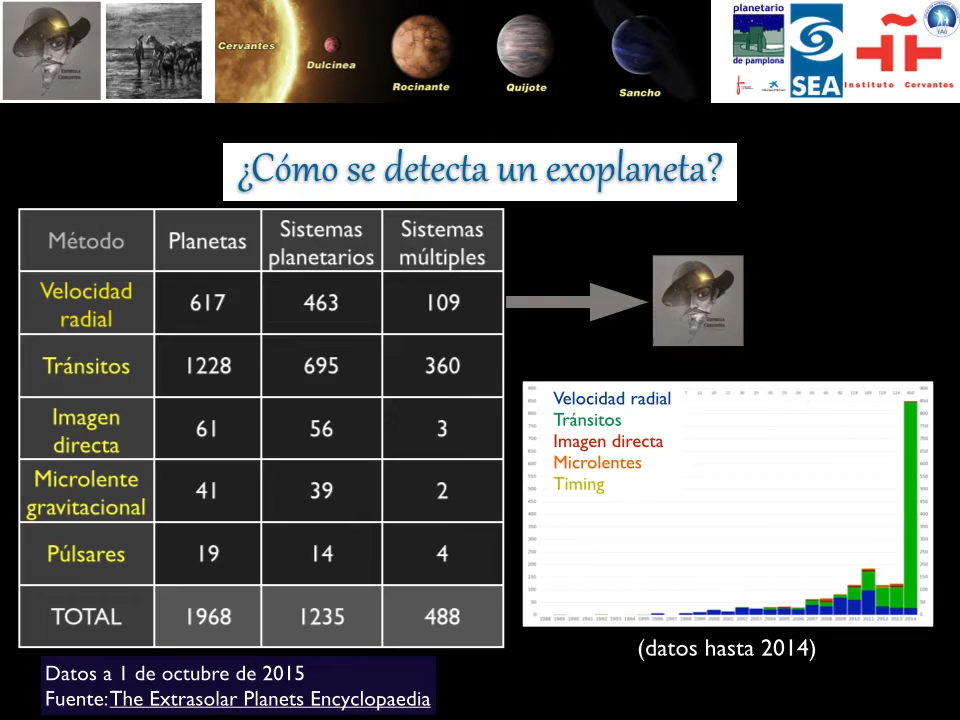 Cervantes
Dulcinea
Rocinante
Quijote
Sancho
planetario
de pamplona
SEA
Instituto Cervantes
¿Cómo se detecta un exoplaneta?
Método Planetas Sistemas planetarios Sistemas múltiples
Velocidad radial 617 463 109
Tránsitos 1228 695 360
Imagen directa 61 56 3
Microlente gravitacional 41 39 2
Púlsares 19 14 4
TOTAL 1968 1235 488
Velocidad radial
Tránsitos
Imagen directa
Microlentes
Timing
(datos hasta 2014)
Datos a 1 de octubre de 2015
Fuente: The Extrasolar Planets Encyclopaedia